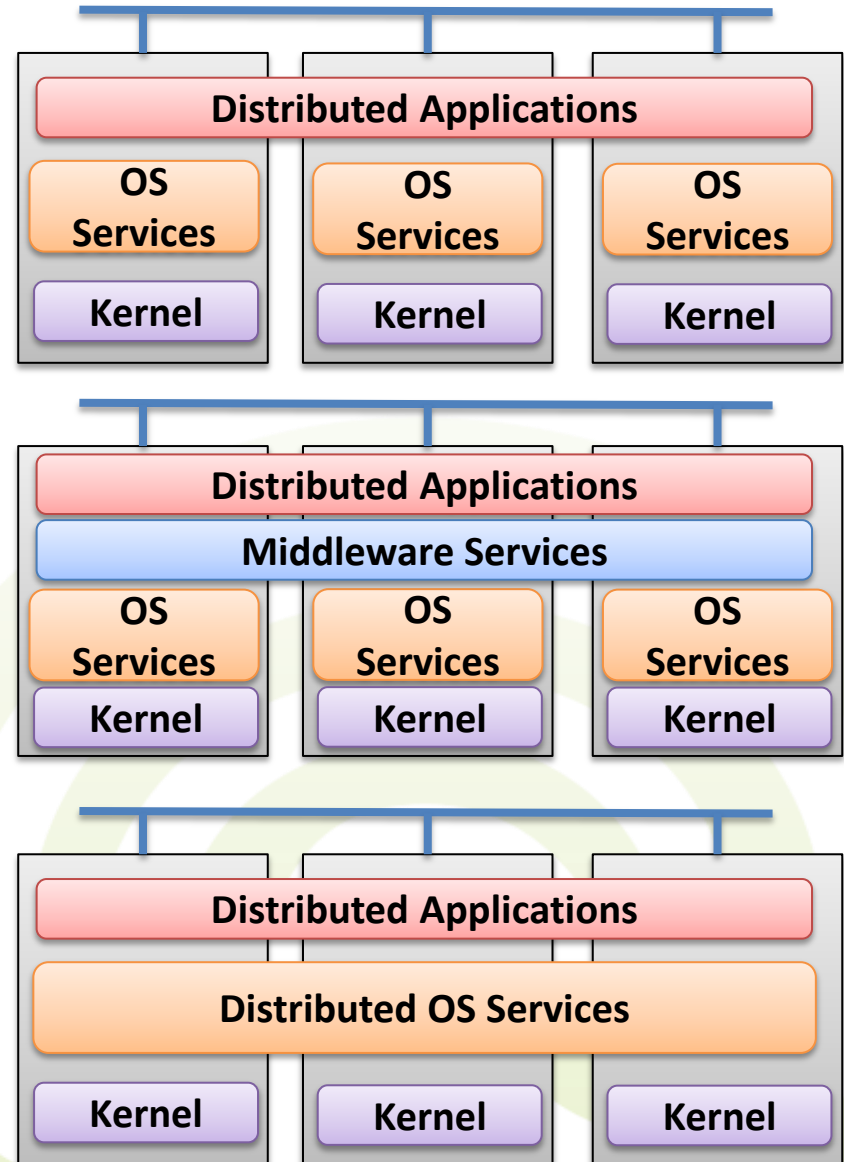 Distributed Applications
OS OS OS
Services Services Services
Kernel Kernel Kernel
Distributed Applications
Middleware Services
OS OS OS
Services Services Services
Kernel Kernel Kernel
Distributed Applications
Distributed OS Services
Kernel Kernel Kernel